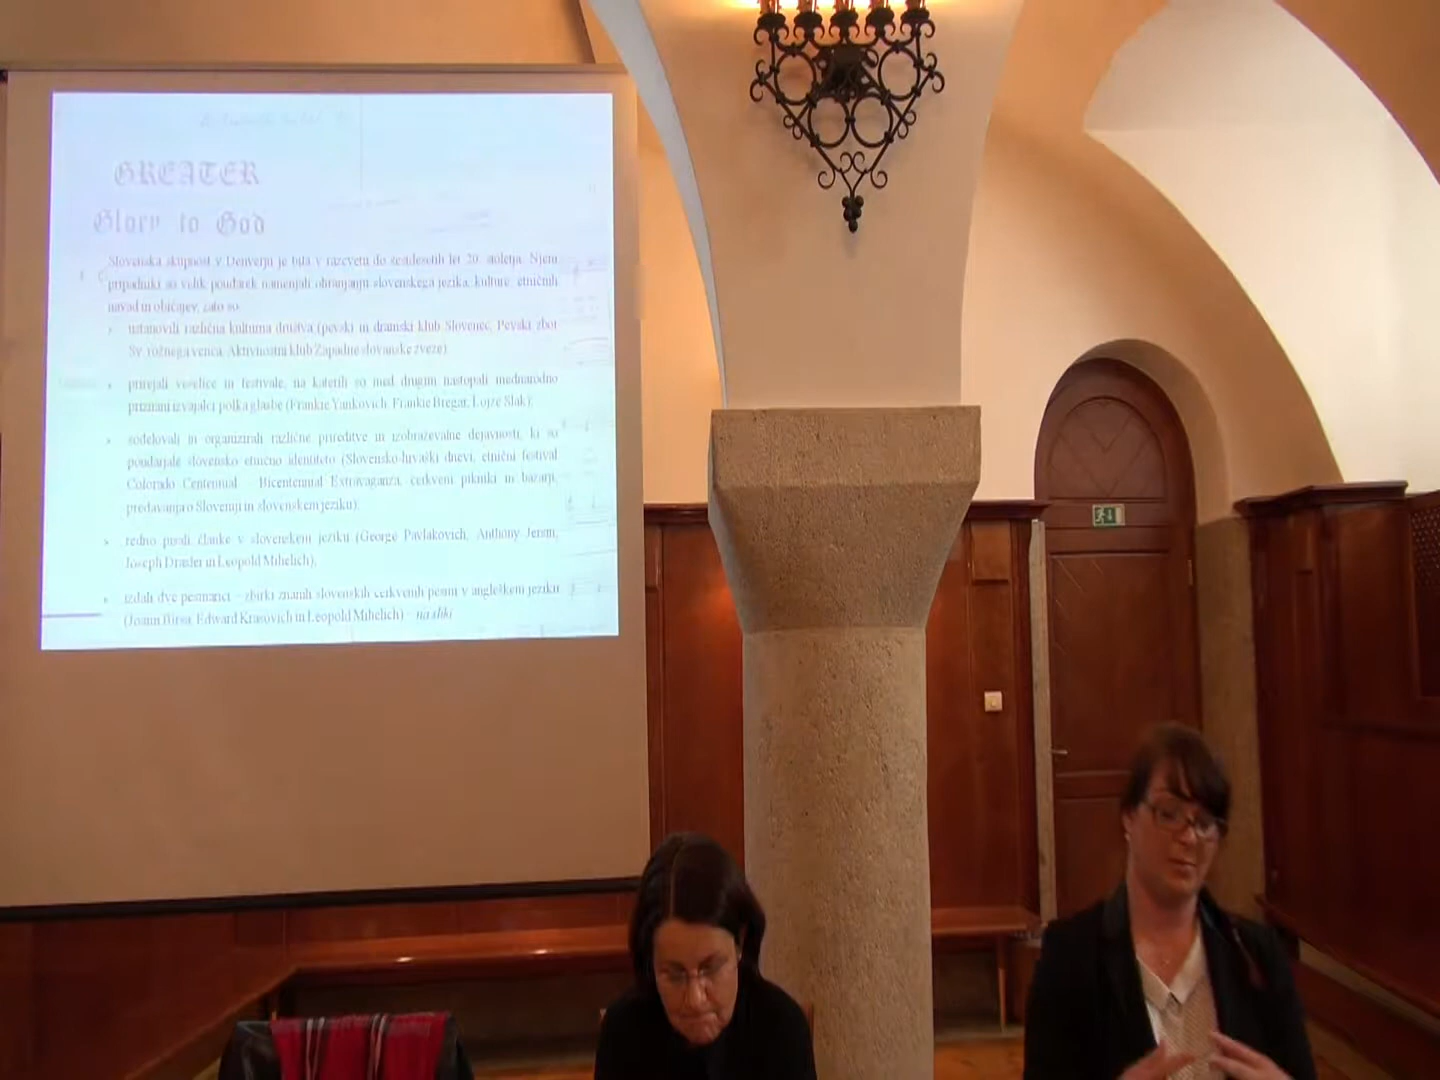 GREATER
Glory to God
Slovenska skupnost v Denverju je bila v razcvetu do šestdesetih let 20. stoletja. Njeni
pripadniki so velik poudarek namenjali ohranjanju slovenskega jezika, kulture, etničnih
navad in običajev, zato so:
ustanovili različna kulturna društva (pevski in dramski klub Slovenec, Pevski zbor
Sv. rožnega venca, Aktivnostni klub Zapadne slovanske zveze)
prirejali veselice in festivale, na katerih so med drugim nastopali mednarodno
priznani izvajalci polka glasbe (Frankie Yankovich, Frankie Bregar, Lojze Slak),
sodelovali in organizirali različne prireditve in izobraževalne dejavnosti, ki so
poudarjale slovensko etnično identiteto (Slovensko-hrvaški dnevi, etnični festival
Colorado Centennial - Bicentennial Extravaganza, cerkveni pikniki in bazarji,
predavanja o Sloveniji in slovenskem jeziku)
redno pisali članke v slovenskem jeziku (George Pavlakovich, Anthony Jersin,
Joseph Drasler in Leopold Mihelich),
izdali dve pesmarici - zbirki znanih slovenskih cerkvenih pesmi v angleškem jeziku
(Joann Birsa, Edward Krasovich in Leopold Mihelich) - na sliki